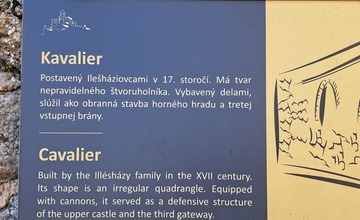 Kavalier
Postavený Ilešháziovcami v 17. storočí. Má tvar
nepravidelného štvoruholníka. Vybavený delami,
slúžil ako obranná stavba horného hradu a tretej
vstupnej brány.
Cavalier
Built by the Illésházy family in the XVII century.
Its shape is an irregular quadrangle. Equipped
with cannons, it served as a defensive structure
of the upper castle and the third gateway.